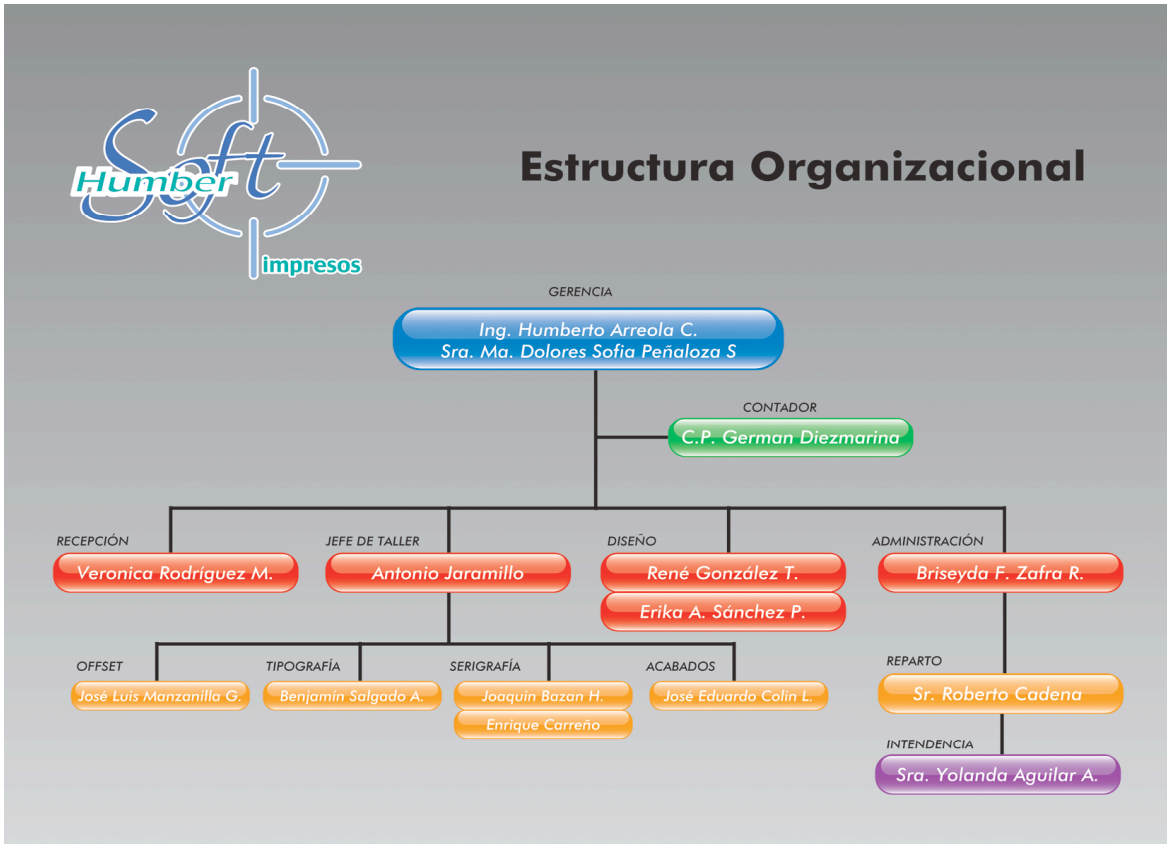 Humber Soft
impresos
Estructura Organizacional
GERENCIA
Ing. Humberto Arreola C.
Sra. Ma. Dolores Sofia Peñaloza S
CONTADOR
C.P. German Diezmarina
RECEPCIÓN
Veronica Rodríguez M.
JEFE DE TALLER
Antonio Jaramillo
DISEÑO
René González T.
Erika A. Sánchez P.
ADMINISTRACIÓN
Briseyda F. Zafra R.
OFFSET
José Luis Manzanilla G.
TIPOGRAFÍA
Benjamín Salgado A.
SERIGRAFÍA
Joaquin Bazan H.
Enrique Carreño
ACABADOS
José Eduardo Colin L.
REPARTO
Sr. Roberto Cadena
INTENDENCIA
Sra. Yolanda Aguilar A.